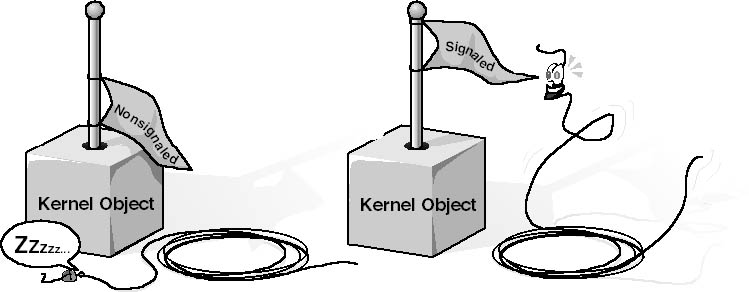 Nonsignaled
Kernel Object
ZZzzz...
z
Signaled
Kernel Object